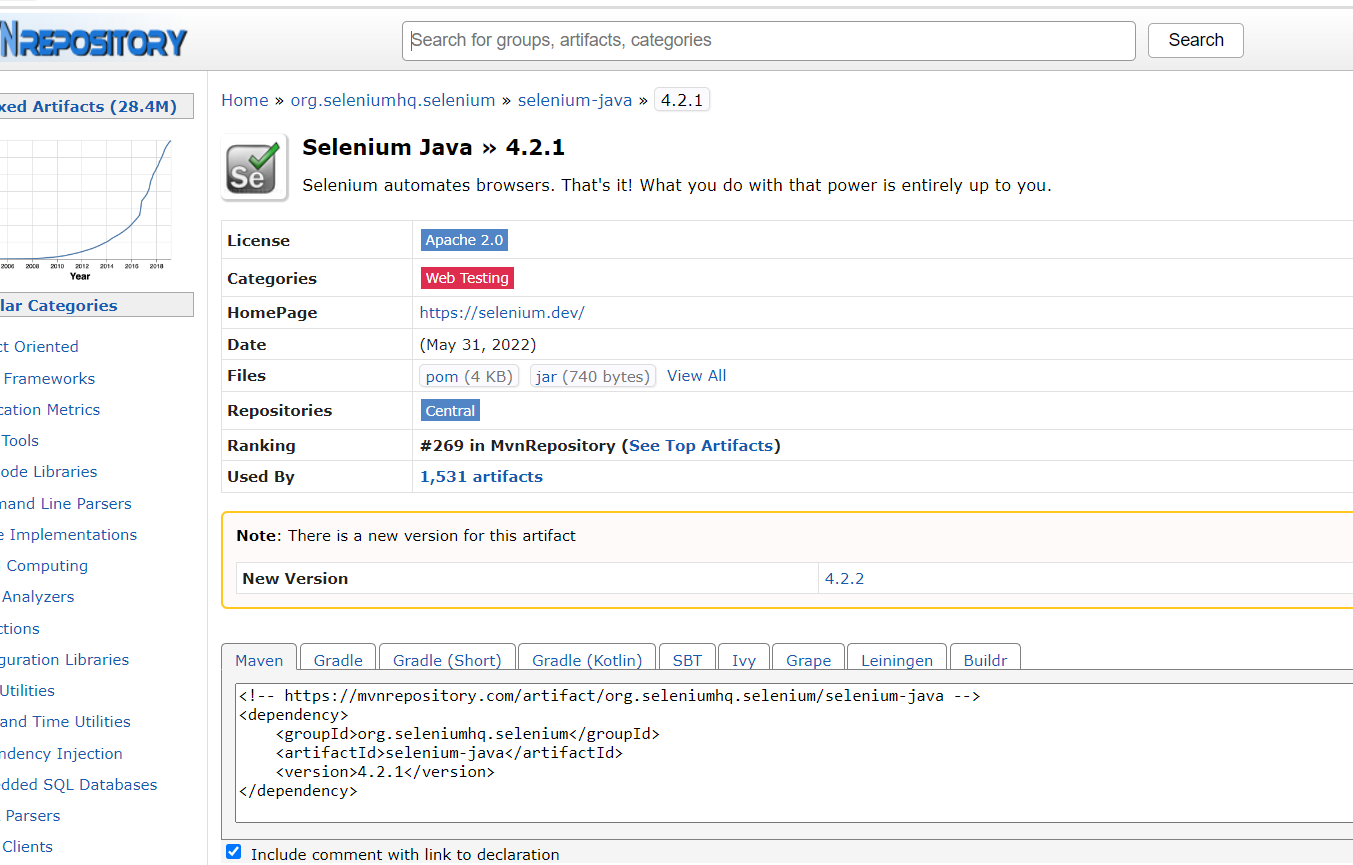 NREPOSITORY
Search for groups, artifacts, categories
Search
xed Artifacts (28.4M)
2006 2008 2010 2012 2014 2016 2018
Year
lar Categories
ct Oriented
Frameworks
cation Metrics
Tools
ode Libraries
mand Line Parsers
e Implementations
Computing
Analyzers
ctions
guration Libraries
Utilities
and Time Utilities
ndency Injection
edded SQL Databases
Parsers
Clients
Home » org.seleniumhq.selenium » selenium-java » 4.2.1
Se
Selenium Java » 4.2.1
Selenium automates browsers. That's it! What you do with that power is entirely up to you.
License Apache 2.0
Categories Web Testing
HomePage https://selenium.dev/
Date (May 31, 2022)
Files pom (4 KB) jar (740 bytes) View All
Repositories Central
Ranking #269 in MvnRepository (See Top Artifacts)
Used By 1,531 artifacts
Note: There is a new version for this artifact
New Version 4.2.2
Maven Gradle Gradle (Short) Gradle (Kotlin) SBT Ivy Grape Leiningen Buildr
<!-- https://mvnrepository.com/artifact/org.seleniumhq.selenium/selenium-java -->
<dependency>
    <groupId>org.seleniumhq.selenium</groupId>
    <artifactId>selenium-java</artifactId>
    <version>4.2.1</version>
</dependency>
Include comment with link to declaration